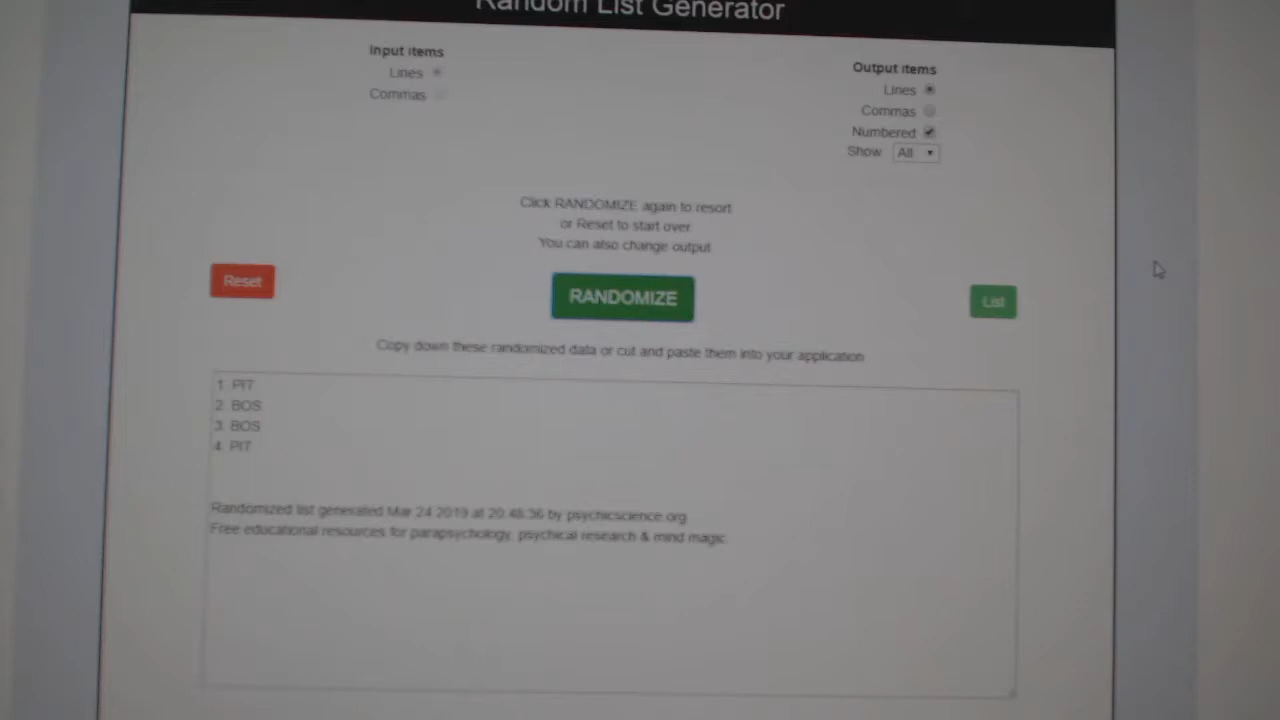 Random List Generator
Input items
Lines
Commas
Output items
Lines
Commas
Numbered
Show All
Click RANDOMIZE again to resort
or Reset to start over
You can also change output
Reset
RANDOMIZE
List
Copy down these randomized data or cut and paste them into your application
1. PIT
2. BOS
3. BOS
4. PIT
Randomized list generated Mar 24 2019 at 20:48:36 by psychicscience.org
Free educational resources for parapsychology, psychical research & mind magic